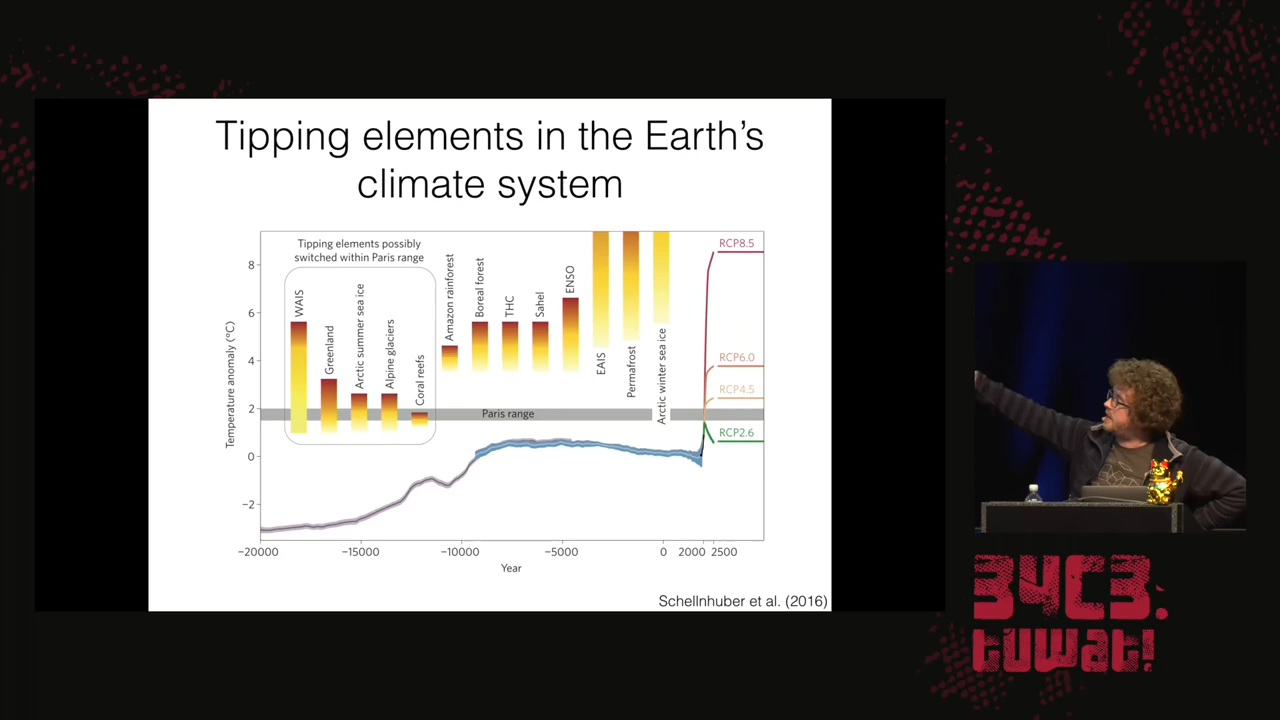 Tipping elements in the Earth's
climate system
Tipping elements possibly
switched within Paris range
WAIS
Greenland
Arctic summer sea ice
Alpine glaciers
Coral reefs
Amazon rainforest
Boreal forest
THC
Sahel
ENSO
EAIS
Permafrost
Arctic winter sea ice
RCP8.5
RCP6.0
RCP4.5
RCP2.6
Paris range
Temperature anomaly (°C)
8
6
4
2
0
−2
−20000 −15000 −10000 −5000 0 2000 2500
Year
Schellnhuber et al. (2016)
34C3.
tuwat!